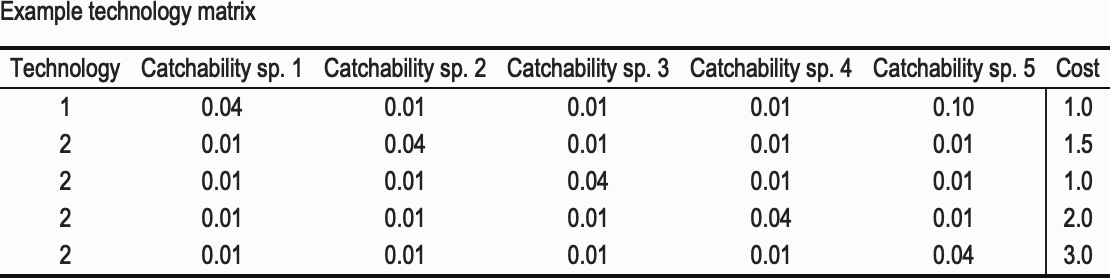 Example technology matrix
Technology Catchability sp. 1 Catchability sp. 2 Catchability sp. 3 Catchability sp. 4 Catchability sp. 5 Cost
1 0.04 0.01 0.01 0.01 0.10 1.0
2 0.01 0.04 0.01 0.01 0.01 1.5
2 0.01 0.01 0.04 0.01 0.01 1.0
2 0.01 0.01 0.01 0.04 0.01 2.0
2 0.01 0.01 0.01 0.01 0.04 3.0